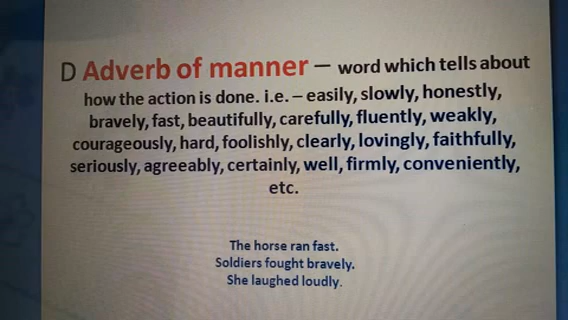 D Adverb of manner – word which tells about
how the action is done. i.e. – easily, slowly, honestly,
bravely, fast, beautifully, carefully, fluently, weakly,
courageously, hard, foolishly, clearly, lovingly, faithfully,
seriously, agreeably, certainly, well, firmly, conveniently,
etc.
The horse ran fast.
Soldiers fought bravely.
She laughed loudly.